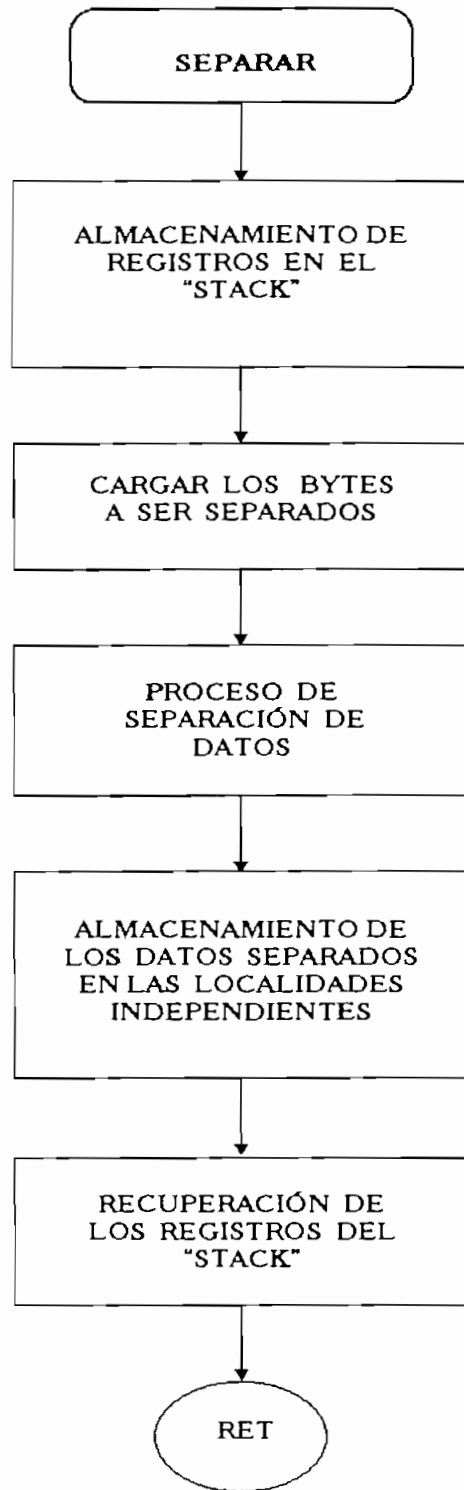 SEPARAR
ALMACENAMIENTO DE
REGISTROS EN EL
"STACK"
CARGAR LOS BYTES
A SER SEPARADOS
PROCESO DE
SEPARACIÓN DE
DATOS
ALMACENAMIENTO DE
LOS DATOS SEPARADOS
EN LAS LOCALIDADES
INDEPENDIENTES
RECUPERACIÓN DE
LOS REGISTROS DEL
"STACK"
RET